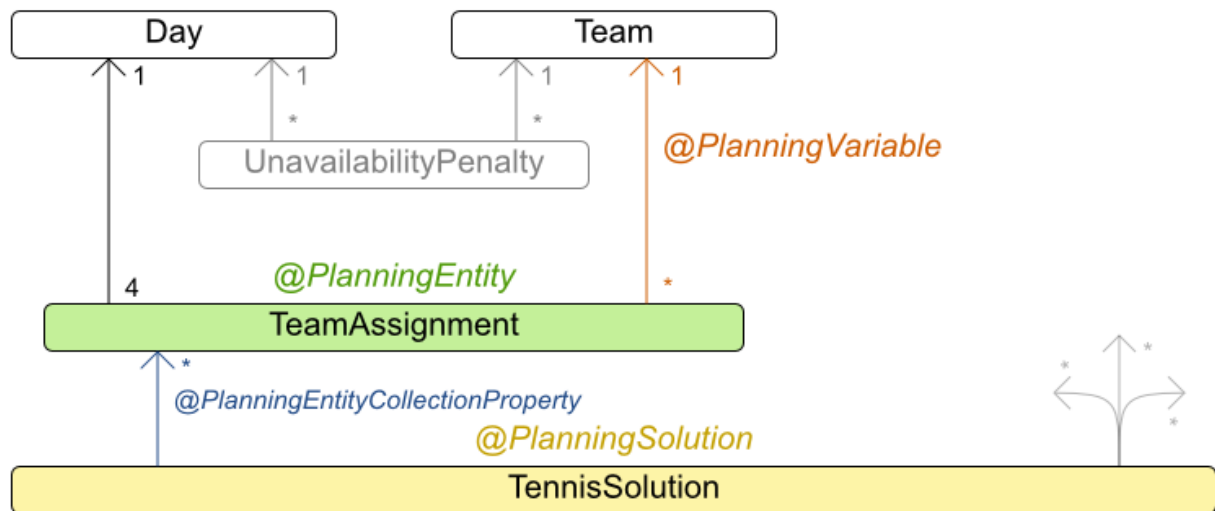 Day
Team
1
1
1
1
*
*
@PlanningVariable
UnavailabilityPenalty
@PlanningEntity
4
*
TeamAssignment
*
*
*
@PlanningEntityCollectionProperty
*
@PlanningSolution
TennisSolution